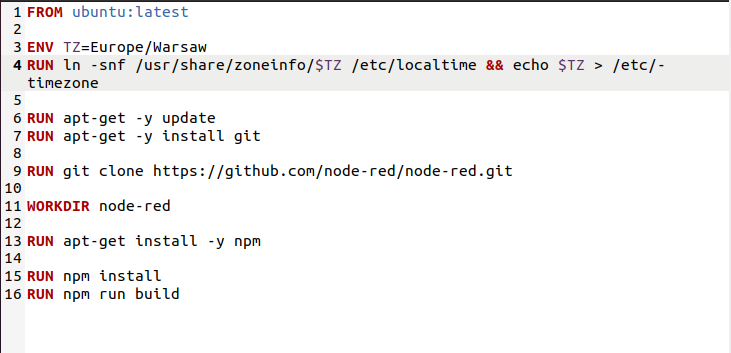 1 FROM ubuntu:latest
2
3 ENV TZ=Europe/Warsaw
4 RUN ln -snf /usr/share/zoneinfo/$TZ /etc/localtime && echo $TZ > /etc/-
timezone
5
6 RUN apt-get -y update
7 RUN apt-get -y install git
8
9 RUN git clone https://github.com/node-red/node-red.git
10
11 WORKDIR node-red
12
13 RUN apt-get install -y npm
14
15 RUN npm install
16 RUN npm run build